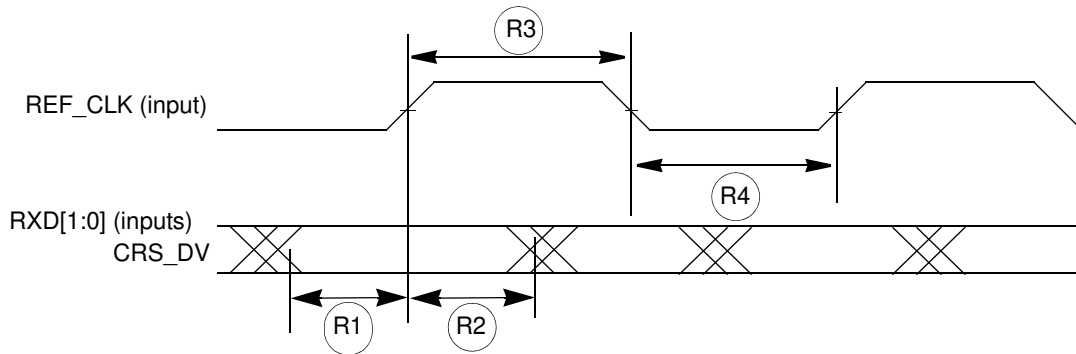 R3
REF_CLK (input)
R4
RXD[1:0] (inputs)
CRS_DV
R1
R2